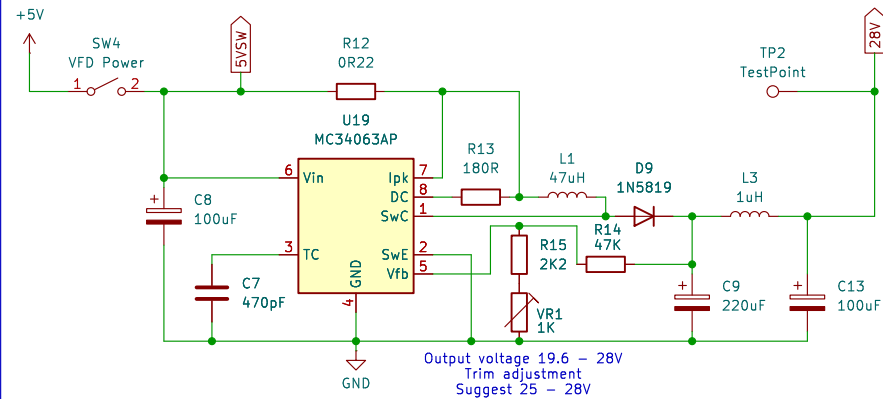 +5V
SW4
VFD Power
1
2
5VSW
R12
0R22
TP2
TestPoint
28V
U19
MC34063AP
R13
180R
L1
47uH
D9
1N5819
L3
1uH
6
Vin
Ipk
7
DC
8
SwC
1
C8
100uF
R14
47K
3
TC
SwE
2
Vfb
5
GND
4
R15
2K2
C7
470pF
VR1
1K
C9
220uF
C13
100uF
GND
Output voltage 19.6 – 28V
Trim adjustment
Suggest 25 – 28V